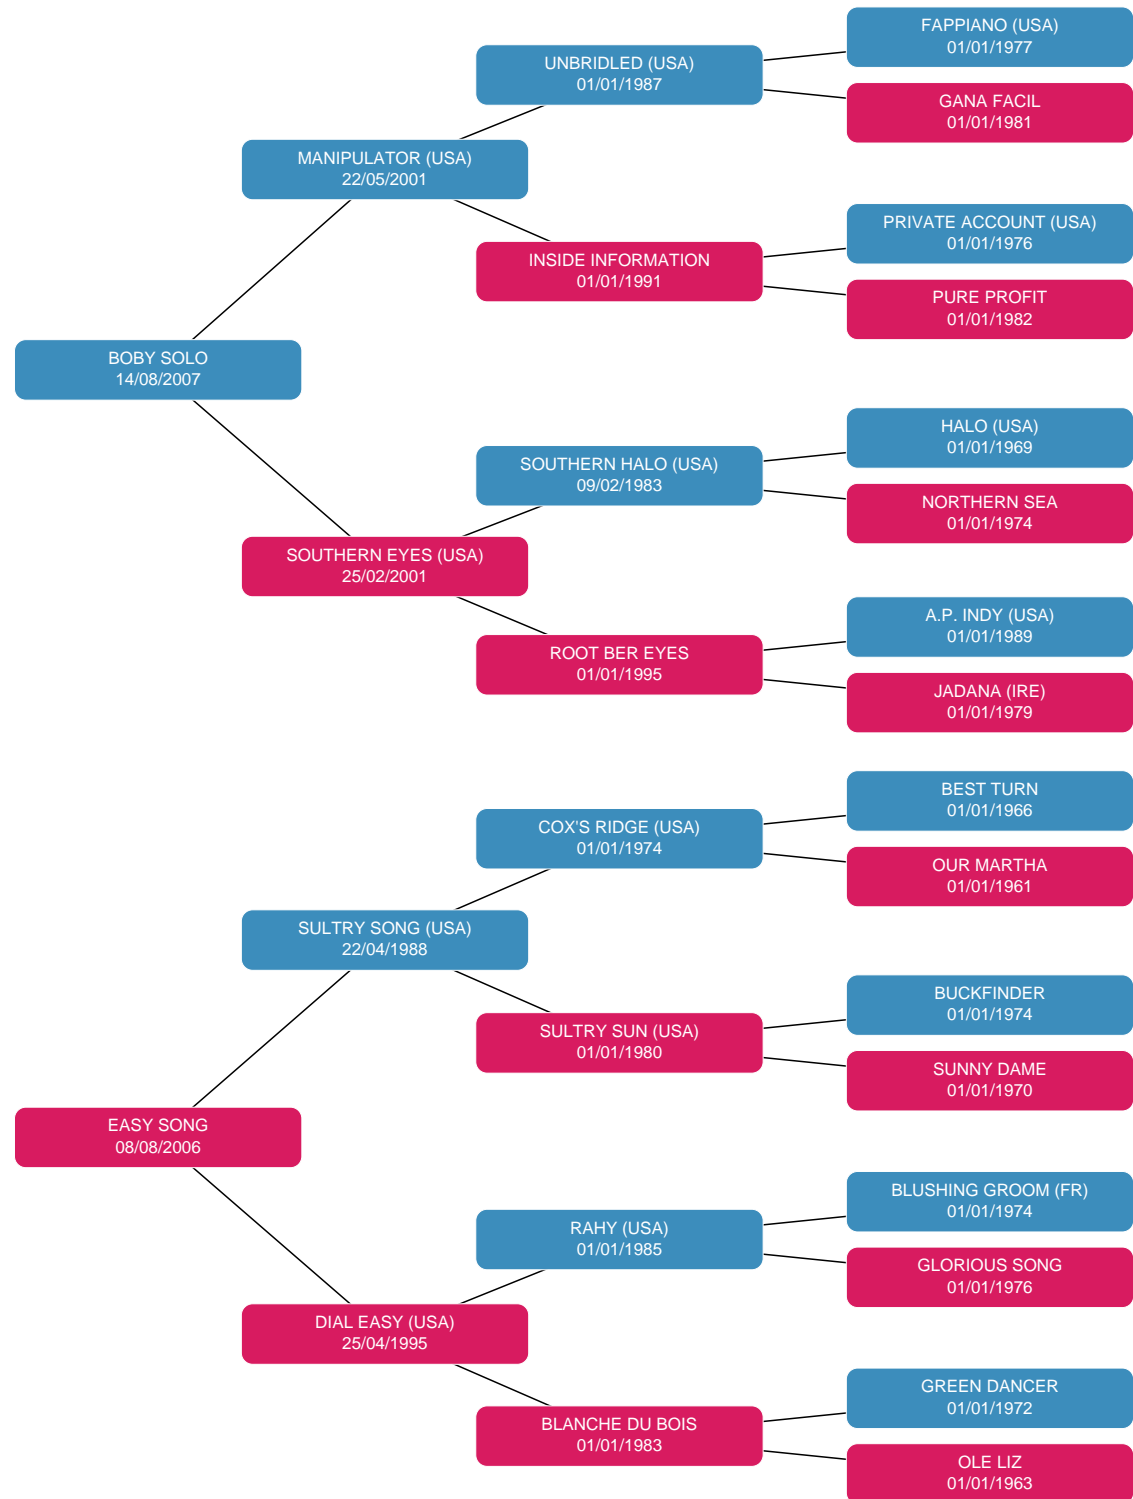 FAPPIANO (USA)
01/01/1977
UNBRIDLED (USA)
01/01/1987
GANA FACIL
01/01/1981
MANIPULATOR (USA)
22/05/2001
PRIVATE ACCOUNT (USA)
01/01/1976
INSIDE INFORMATION
01/01/1991
PURE PROFIT
01/01/1982
BOBY SOLO
14/08/2007
HALO (USA)
01/01/1969
SOUTHERN HALO (USA)
09/02/1983
NORTHERN SEA
01/01/1974
SOUTHERN EYES (USA)
25/02/2001
A.P. INDY (USA)
01/01/1989
ROOT BER EYES
01/01/1995
JADANA (IRE)
01/01/1979
BEST TURN
01/01/1966
COX'S RIDGE (USA)
01/01/1974
OUR MARTHA
01/01/1961
SULTRY SONG (USA)
22/04/1988
BUCKFINDER
01/01/1974
SULTRY SUN (USA)
01/01/1980
SUNNY DAME
01/01/1970
EASY SONG
08/08/2006
BLUSHING GROOM (FR)
01/01/1974
RAHY (USA)
01/01/1985
GLORIOUS SONG
01/01/1976
DIAL EASY (USA)
25/04/1995
GREEN DANCER
01/01/1972
BLANCHE DU BOIS
01/01/1983
OLE LIZ
01/01/1963